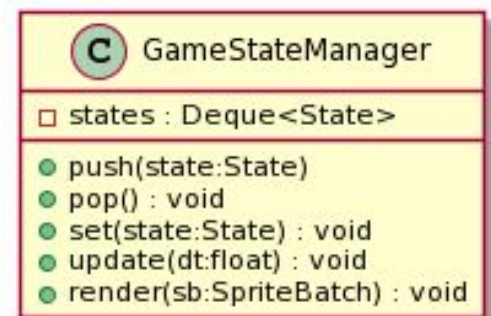 C GameStateManager
states : Deque<State>
push(state:State)
pop() : void
set(state:State) : void
update(dt:float) : void
render(sb:SpriteBatch) : void